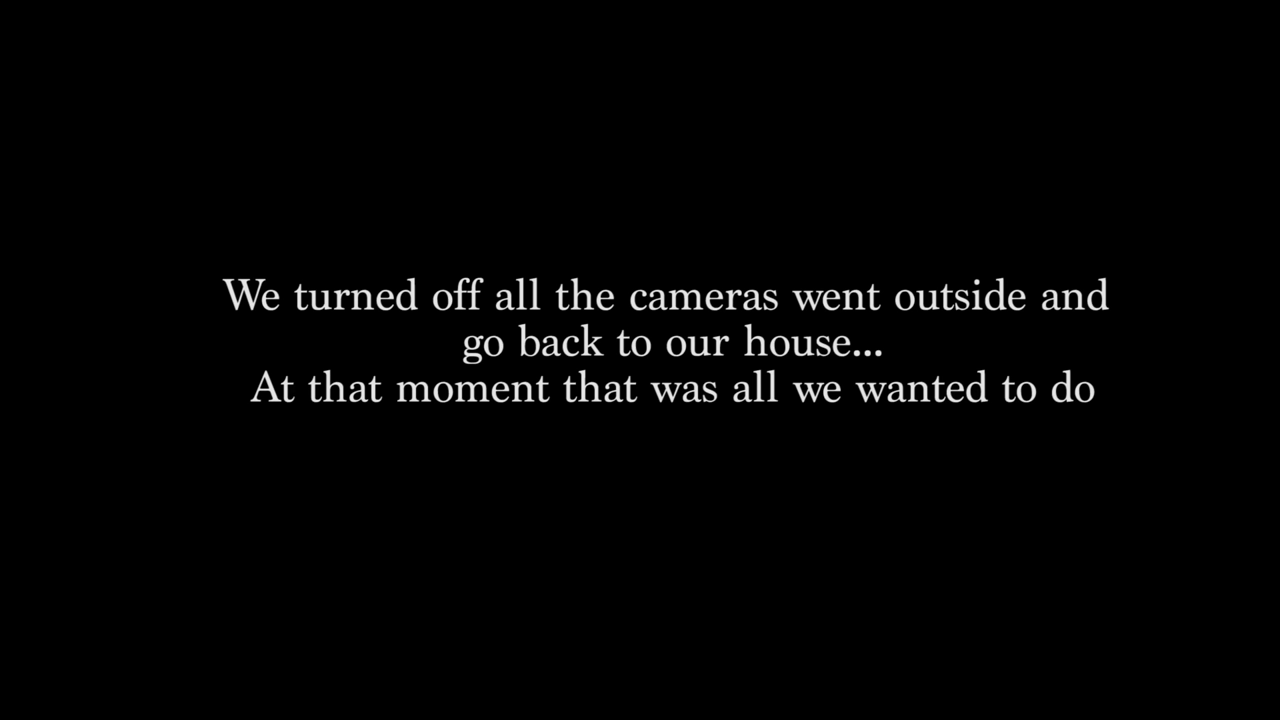 We turned off all the cameras went outside and
go back to our house...
At that moment that was all we wanted to do